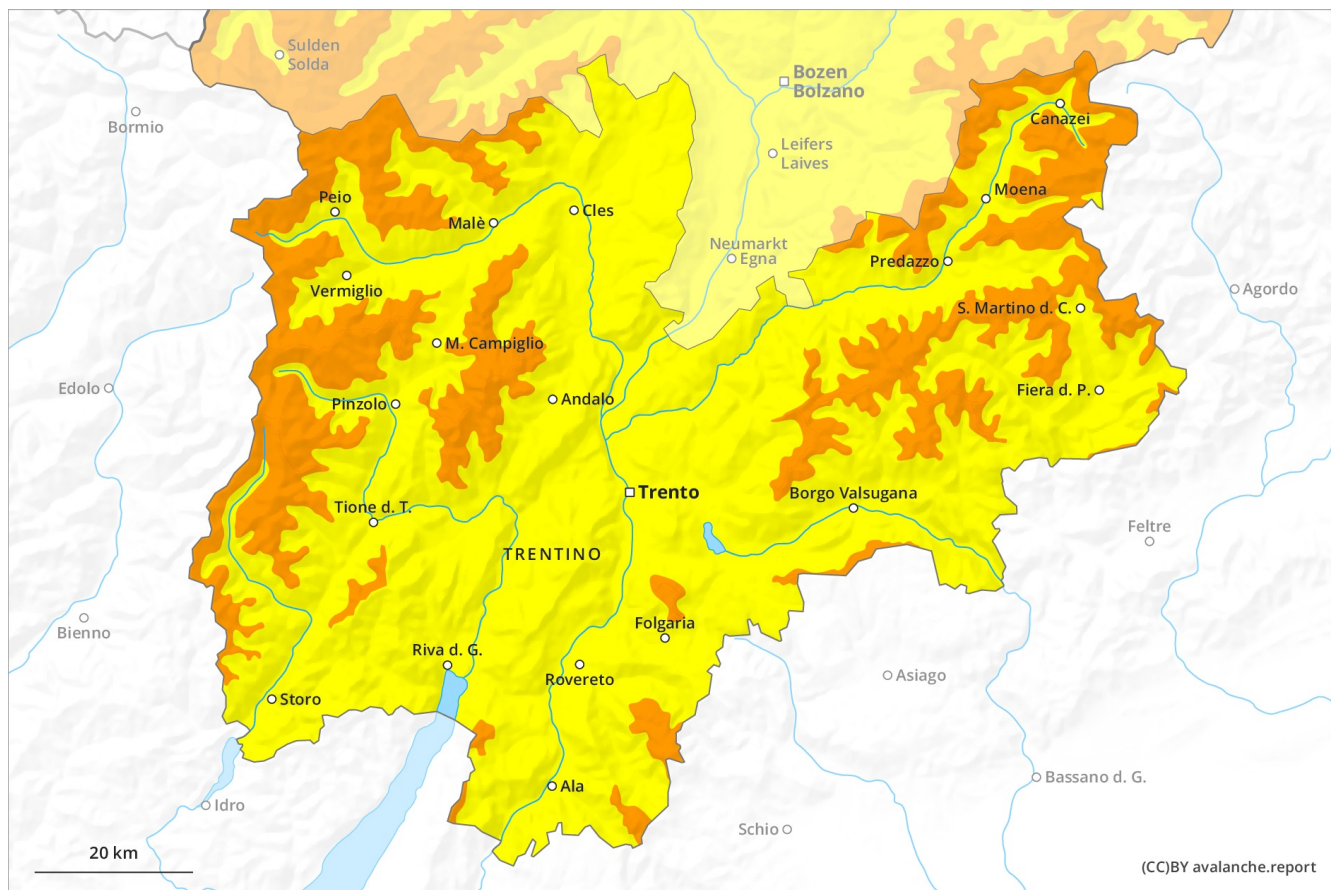 Sulden
Solda
Bozen
Bolzano
Bormio
Canazei
Leifers
Laives
Moena
Peio
Cles
Malè
Neumarkt
Egna
Predazzo
Vermiglio
Agordo
S. Martino d. C.
M. Campiglio
Edolo
Fiera d. P.
Andalo
Pinzolo
Trento
Borgo Valsugana
Tione d. T.
Feltre
TRENTINO
Bienno
Folgaria
Riva d. G.
Rovereto
Asiago
Storo
Bassano d. G.
Ala
Idro
Schio
20 km
(CC)BY avalanche.report